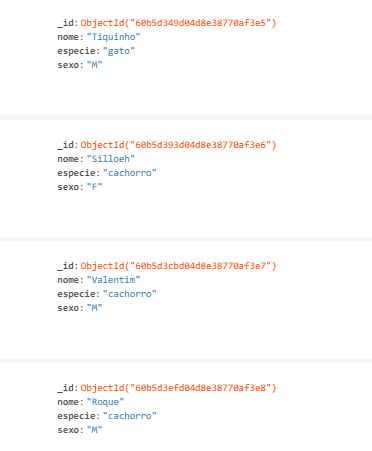 _id: ObjectId("60b5d349d04d8e38770af3e5")
nome: "Tiquinho"
especie: "gato"
sexo: "M"
_id: ObjectId("60b5d393d04d8e38770af3e6")
nome: "Silloeh"
especie: "cachorro"
sexo: "F"
_id: ObjectId("60b5d3cbd04d8e38770af3e7")
nome: "Valentim"
especie: "cachorro"
sexo: "M"
_id: ObjectId("60b5d3efd04d8e38770af3e8")
nome: "Roque"
especie: "cachorro"
sexo: "M"